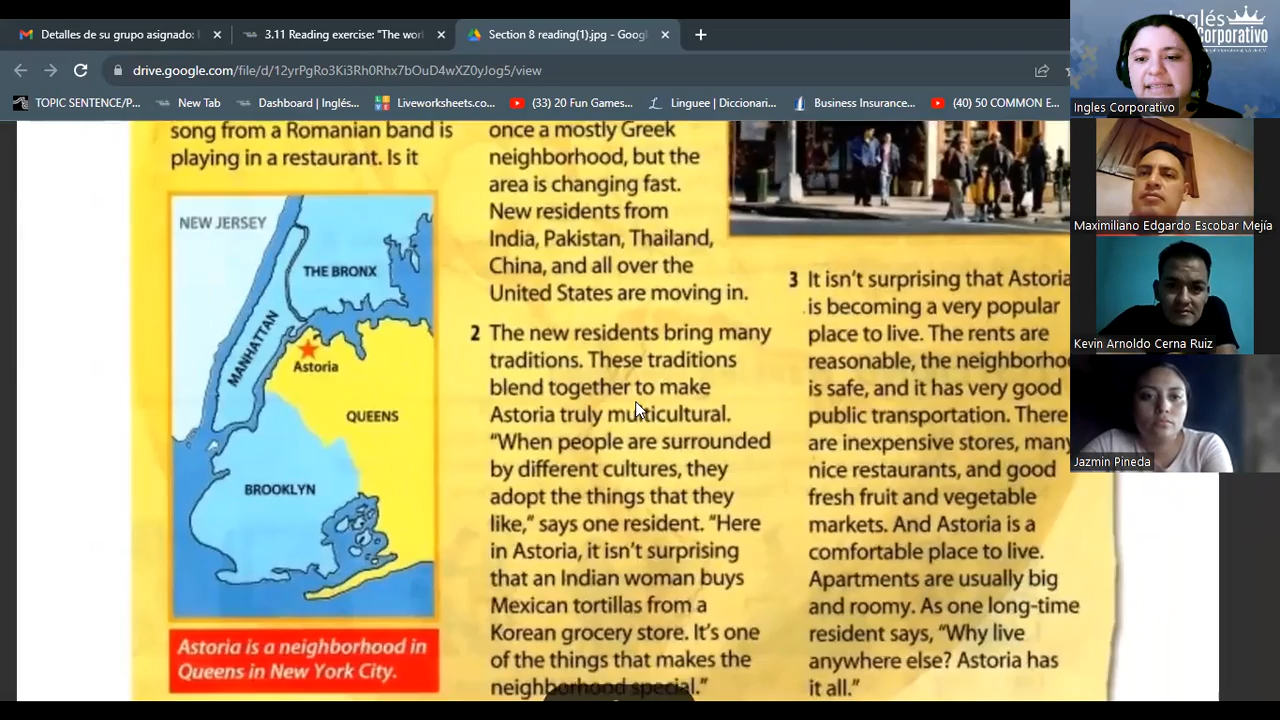 Detalles de su grupo asignado:
3.11 Reading exercise: "The wor
Section 8 reading(1).jpg - Goog
drive.google.com/file/d/12yrPgRo3Ki3Rh0Rhx7bOuD4wXZ0yJog5/view
TOPIC SENTENCE/P...
New Tab
Dashboard | Inglés...
Liveworksheets.co...
(33) 20 Fun Games...
Linguee | Diccionari...
Business Insurance...
(40) 50 COMMON E...
song from a Romanian band is
playing in a restaurant. Is it
NEW JERSEY
THE BRONX
MANHATTAN
Astoria
QUEENS
BROOKLYN
Astoria is a neighborhood in
Queens in New York City.
once a mostly Greek
neighborhood, but the
area is changing fast.
New residents from
India, Pakistan, Thailand,
China, and all over the
United States are moving in.
2 The new residents bring many
traditions. These traditions
blend together to make
Astoria truly multicultural.
"When people are surrounded
by different cultures, they
adopt the things that they
like," says one resident. "Here
in Astoria, it isn't surprising
that an Indian woman buys
Mexican tortillas from a
Korean grocery store. It's one
of the things that makes the
neighborhood special."
3 It isn't surprising that Astoria
is becoming a very popular
place to live. The rents are
reasonable, the neighborho
is safe, and it has very good
public transportation. There
are inexpensive stores, many
nice restaurants, and good
fresh fruit and vegetable
markets. And Astoria is a
comfortable place to live.
Apartments are usually big
and roomy. As one long-time
resident says, "Why live
anywhere else? Astoria has
it all."
Inglés
Corporativo
Ingles Corporativo
Maximiliano Edgardo Escobar Mejía
Kevin Arnoldo Cerna Ruiz
Jazmin Pineda